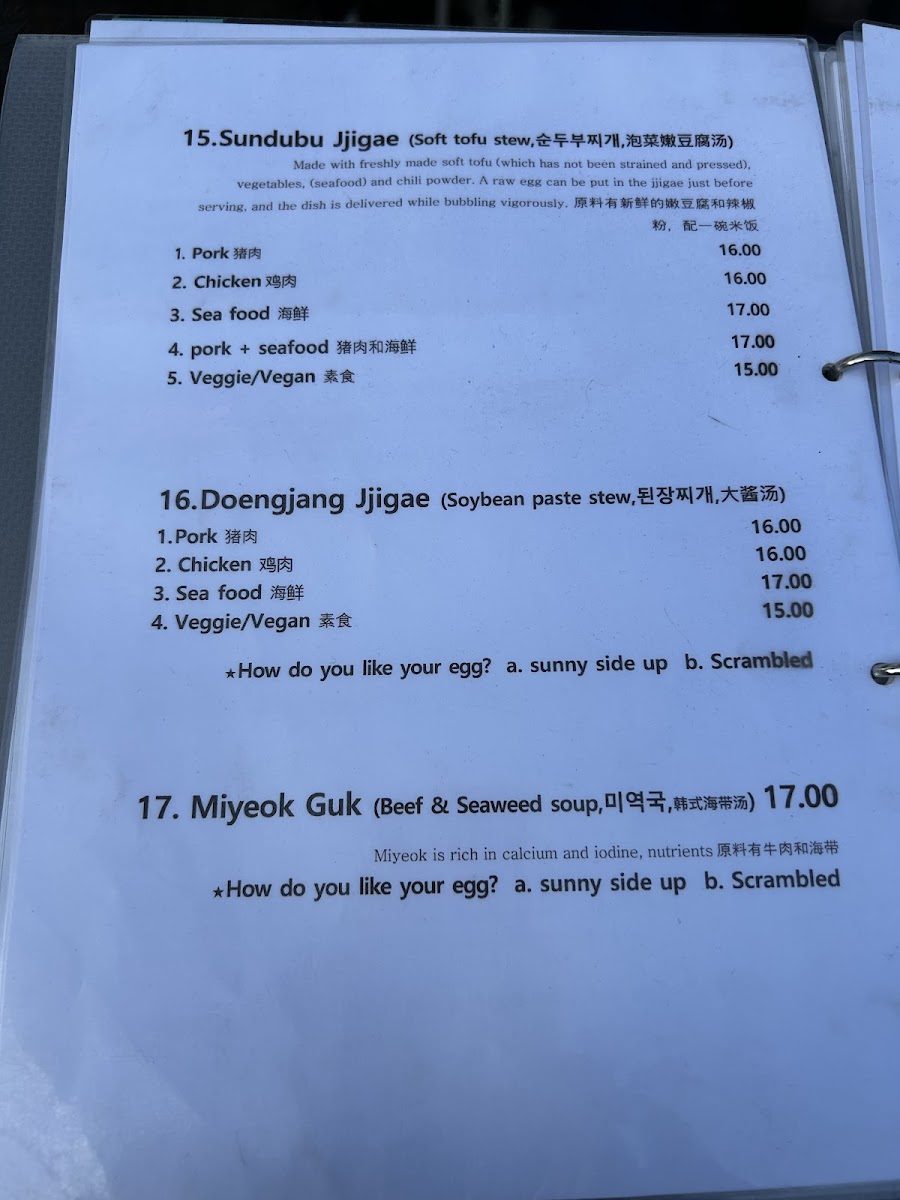 15.Sundubu Jjigae (Soft tofu stew,순두부찌개,泡菜嫩豆腐汤)
Made with freshly made soft tofu (which has not been strained and pressed),
vegetables, (seafood) and chili powder. A raw egg can be put in the jjigae just before
serving, and the dish is delivered while bubbling vigorously. 原料有新鲜的嫩豆腐和辣椒
粉，配一碗米饭
1. Pork 猪肉 16.00
2. Chicken 鸡肉 16.00
3. Sea food 海鲜 17.00
4. pork + seafood 猪肉和海鲜 17.00
5. Veggie/Vegan 素食 15.00
16.Doengjang Jjigae (Soybean paste stew,된장찌개,大酱汤)
1.Pork 猪肉 16.00
2. Chicken 鸡肉 16.00
3. Sea food 海鲜 17.00
4. Veggie/Vegan 素食 15.00
★How do you like your egg? a. sunny side up b. Scrambled
17. Miyeok Guk (Beef & Seaweed soup,미역국,韩式海带汤) 17.00
Miyeok is rich in calcium and iodine, nutrients 原料有牛肉和海带
★How do you like your egg? a. sunny side up b. Scrambled